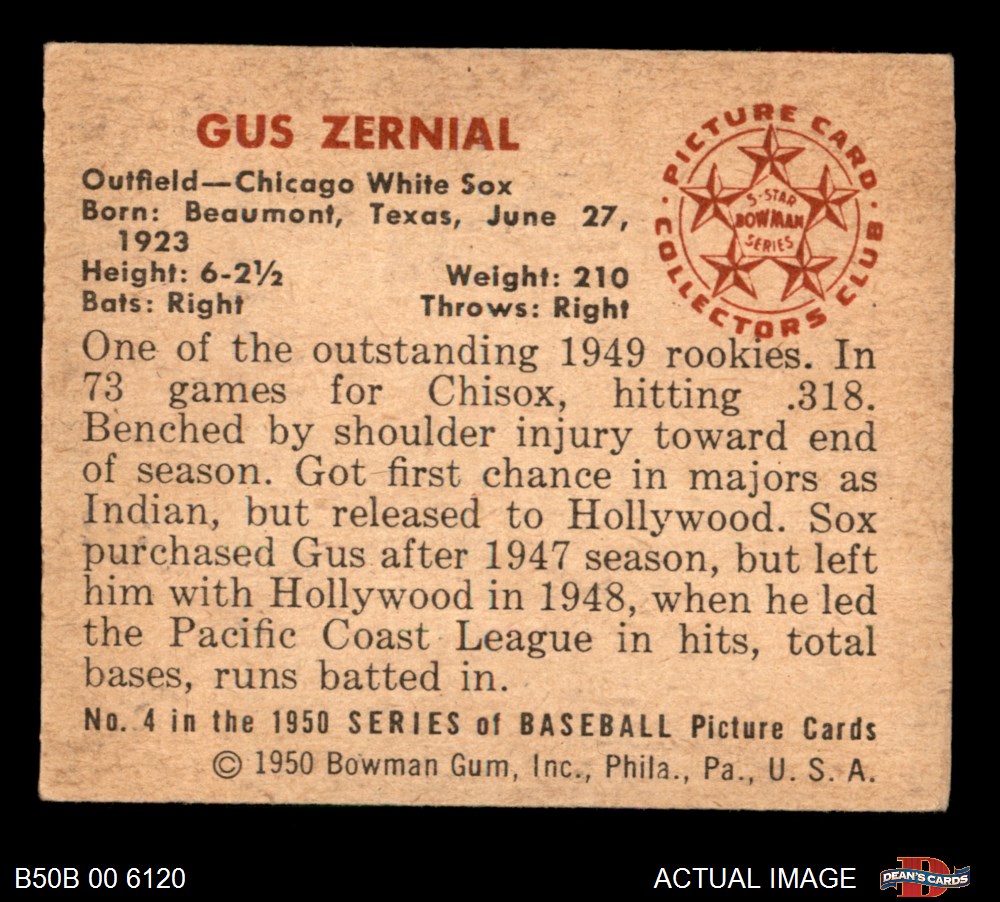 GUS ZERNIAL
Outfield—Chicago White Sox
Born: Beaumont, Texas, June 27,
1923
Height: 6-2½ Weight: 210
Bats: Right Throws: Right
PICTURE CARD
COLLECTORS CLUB
5-STAR
BOWMAN
SERIES
One of the outstanding 1949 rookies. In
73 games for Chisox, hitting .318.
Benched by shoulder injury toward end
of season. Got first chance in majors as
Indian, but released to Hollywood. Sox
purchased Gus after 1947 season, but left
him with Hollywood in 1948, when he led
the Pacific Coast League in hits, total
bases, runs batted in.
No. 4 in the 1950 SERIES of BASEBALL Picture Cards
© 1950 Bowman Gum, Inc., Phila., Pa., U. S. A.
B50B 00 6120
ACTUAL IMAGE
D
DEAN'S CARDS